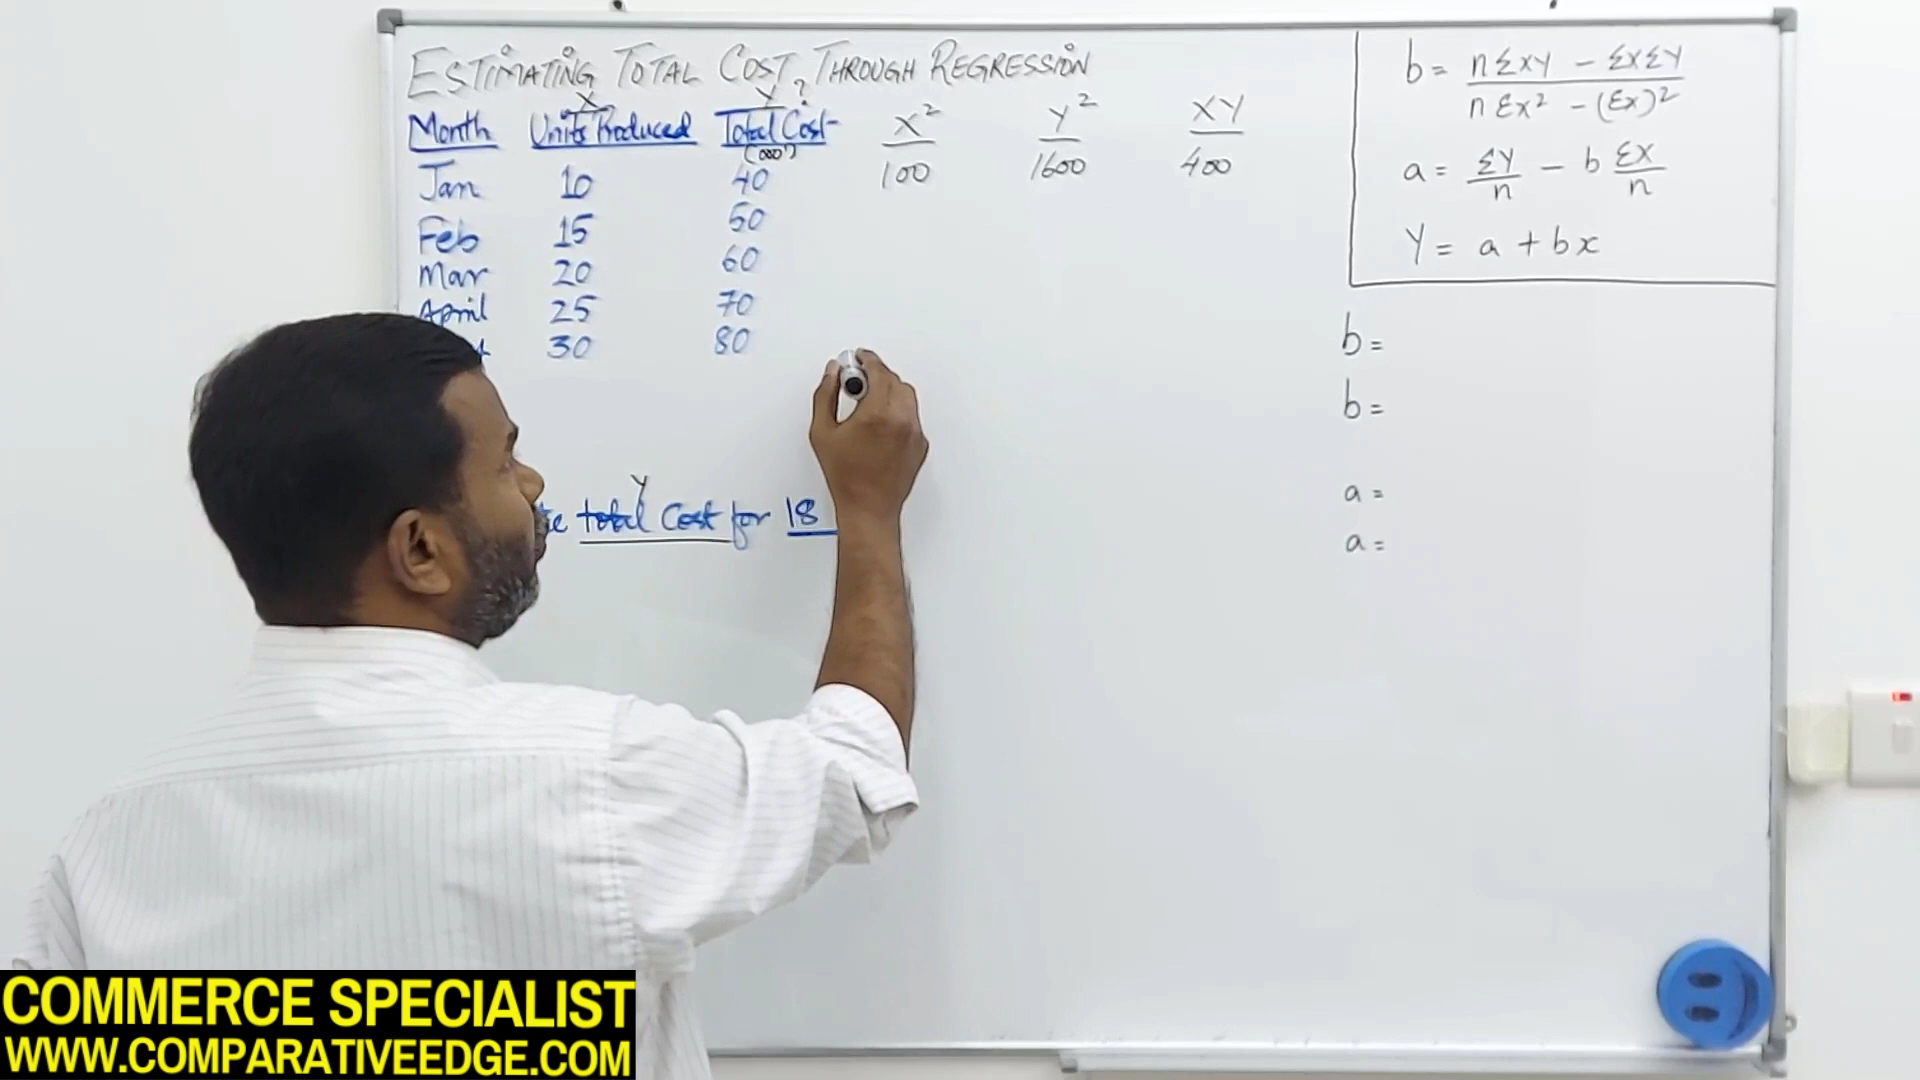 ESTIMATING TOTAL COST THROUGH REGRESSION
X Y ?
Month Units Produced Total Cost X² Y² XY
(000')
Jan 10 40 100 1600 400
Feb 15 50
Mar 20 60
April 25 70
30 80
Y
total Cost for 18
b = nΣXY - ΣXΣY
nΣX² - (ΣX)²
a = ΣY/n - b ΣX/n
Y = a + bx
b =
b =
a =
a =
COMMERCE SPECIALIST
WWW.COMPARATIVEEDGE.COM